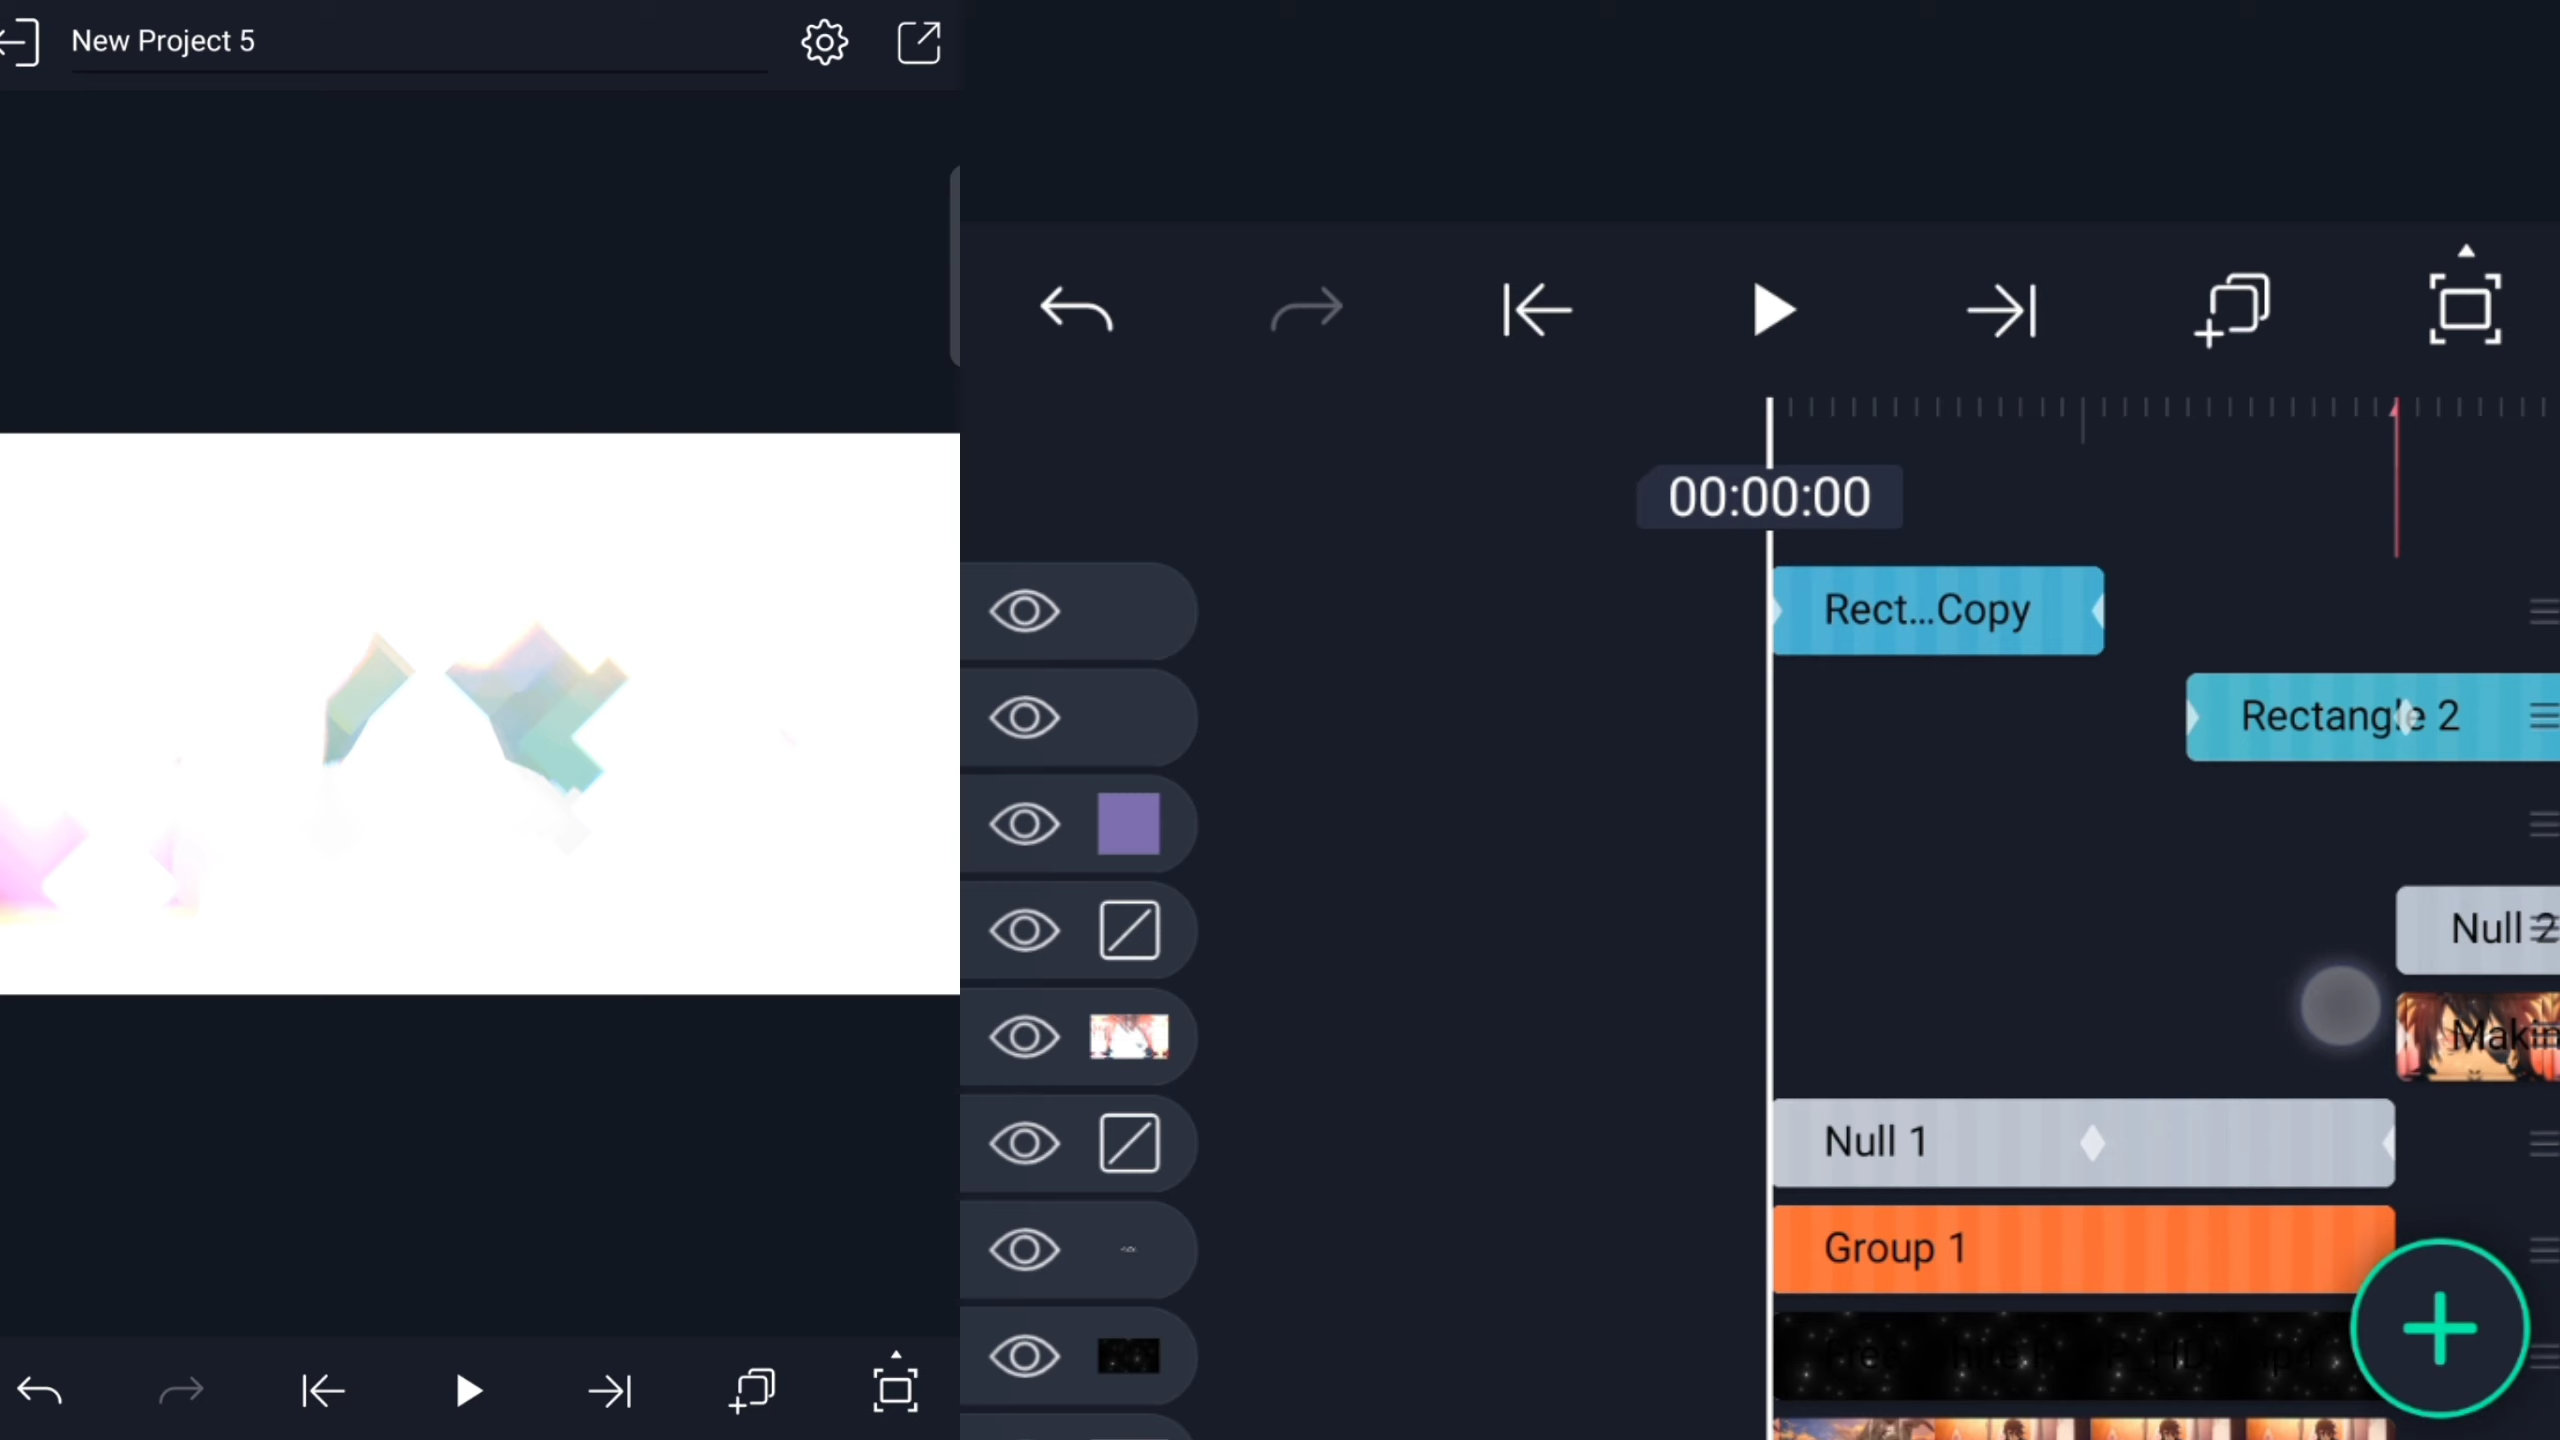 New Project 5
00:00:00
Rect...Copy
Rectangle 2
Null 2
Makin
Null 1
Group 1